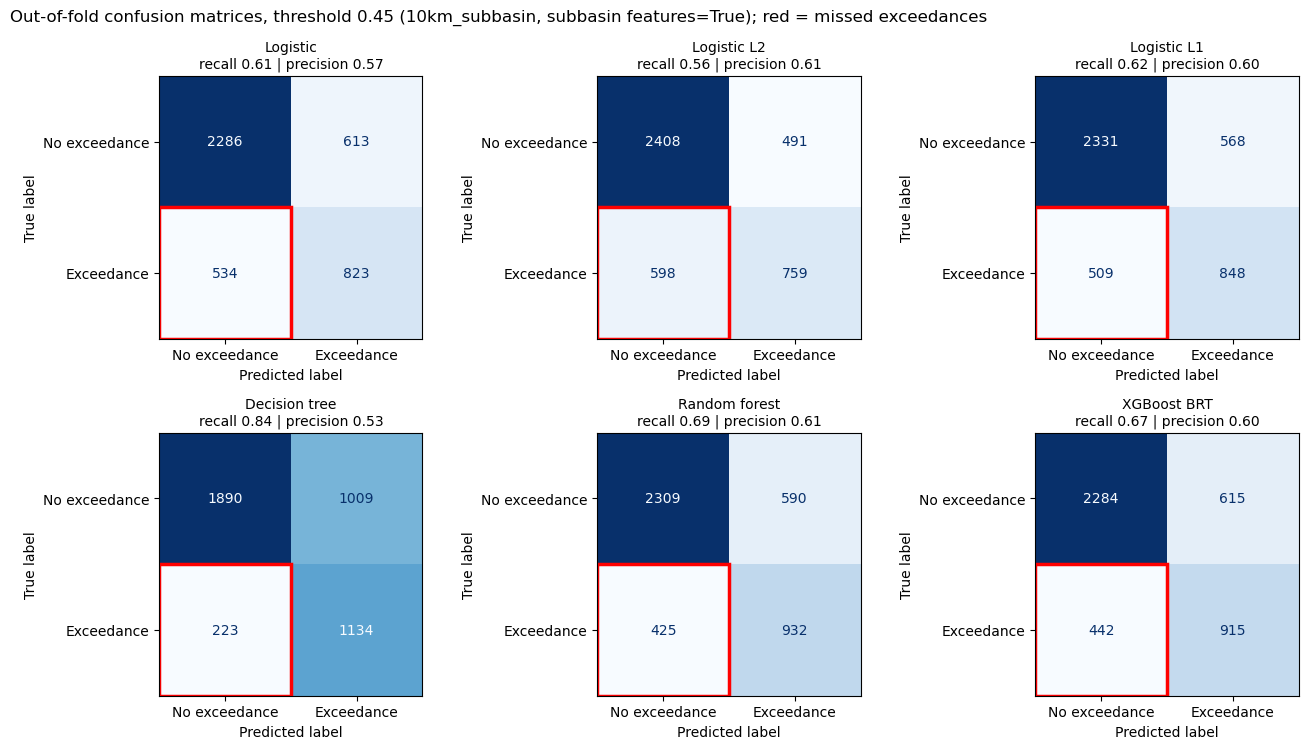 Out-of-fold confusion matrices, threshold 0.45 (10km_subbasin, subbasin features=True); red = missed exceedances
Logistic
recall 0.61 | precision 0.57
True label
No exceedance
2286
613
Exceedance
534
823
No exceedance
Exceedance
Predicted label
Logistic L2
recall 0.56 | precision 0.61
True label
No exceedance
2408
491
Exceedance
598
759
No exceedance
Exceedance
Predicted label
Logistic L1
recall 0.62 | precision 0.60
True label
No exceedance
2331
568
Exceedance
509
848
No exceedance
Exceedance
Predicted label
Decision tree
recall 0.84 | precision 0.53
True label
No exceedance
1890
1009
Exceedance
223
1134
No exceedance
Exceedance
Predicted label
Random forest
recall 0.69 | precision 0.61
True label
No exceedance
2309
590
Exceedance
425
932
No exceedance
Exceedance
Predicted label
XGBoost BRT
recall 0.67 | precision 0.60
True label
No exceedance
2284
615
Exceedance
442
915
No exceedance
Exceedance
Predicted label